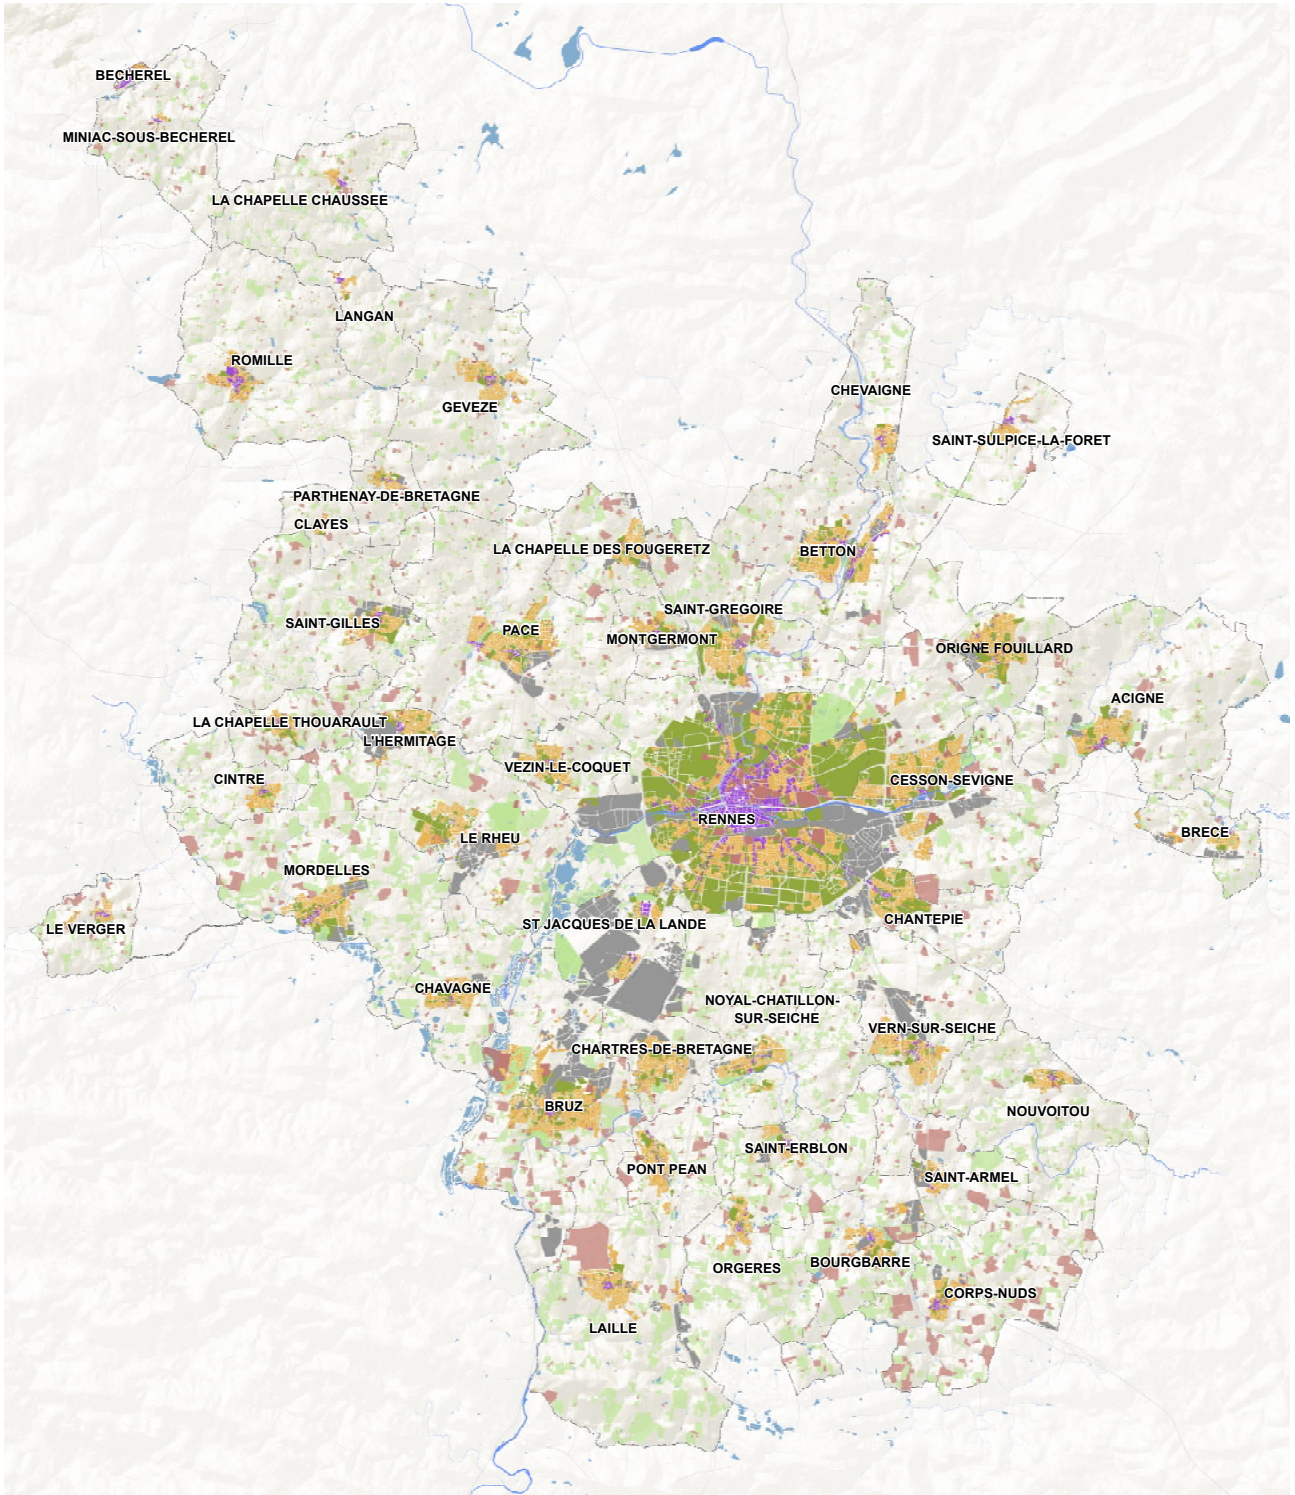 BECHEREL
MINIAC-SOUS-BECHEREL
LA CHAPELLE CHAUSSEE
LANGAN
ROMILLE
GEVEZE
CHEVAIGNE
SAINT-SULPICE-LA-FORET
PARTHENAY-DE-BRETAGNE
CLAYES
LA CHAPELLE DES FOUGERETZ
BETTON
SAINT-GREGOIRE
SAINT-GILLES
PACE
MONTGERMONT
ORIGNE FOUILLARD
ACIGNE
LA CHAPELLE THOUARAULT
L'HERMITAGE
VEZIN-LE-COQUET
CINTRE
CESSON-SEVIGNE
RENNES
BRECE
LE RHEU
MORDELLES
CHANTEPIE
ST JACQUES DE LA LANDE
LE VERGER
CHAVAGNE
NOYAL-CHATILLON-
SUR-SEICHE
VERN-SUR-SEICHE
CHARTRES-DE-BRETAGNE
BRUZ
NOUVOITOU
SAINT-ERBLON
PONT PEAN
SAINT-ARMEL
ORGERES
BOURGBARRE
CORPS-NUDS
LAILLE